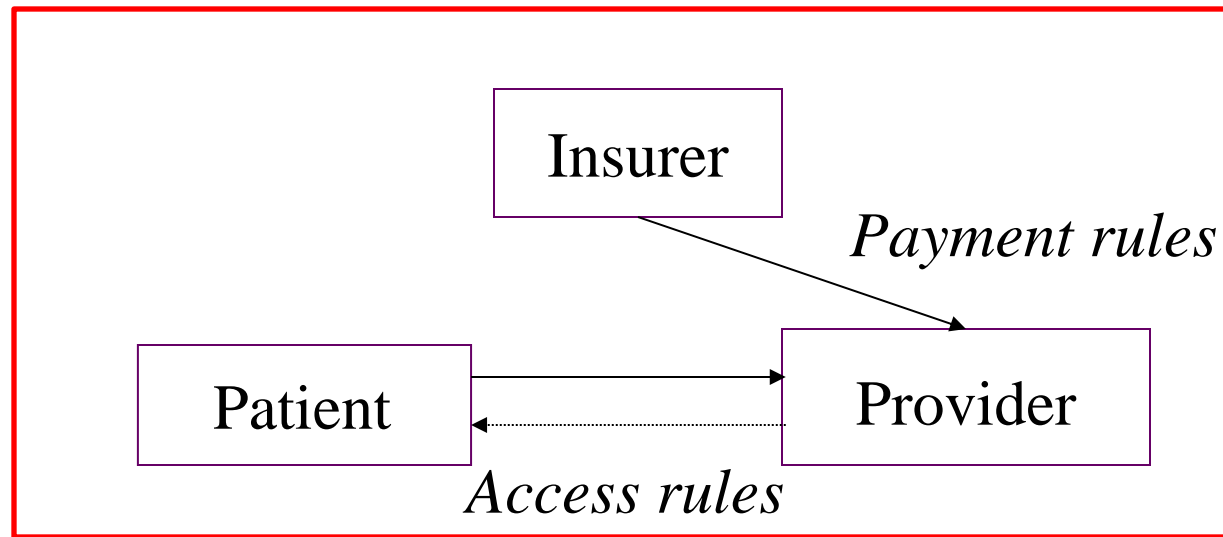 Insurer
Payment rules
Patient
Provider
Access rules